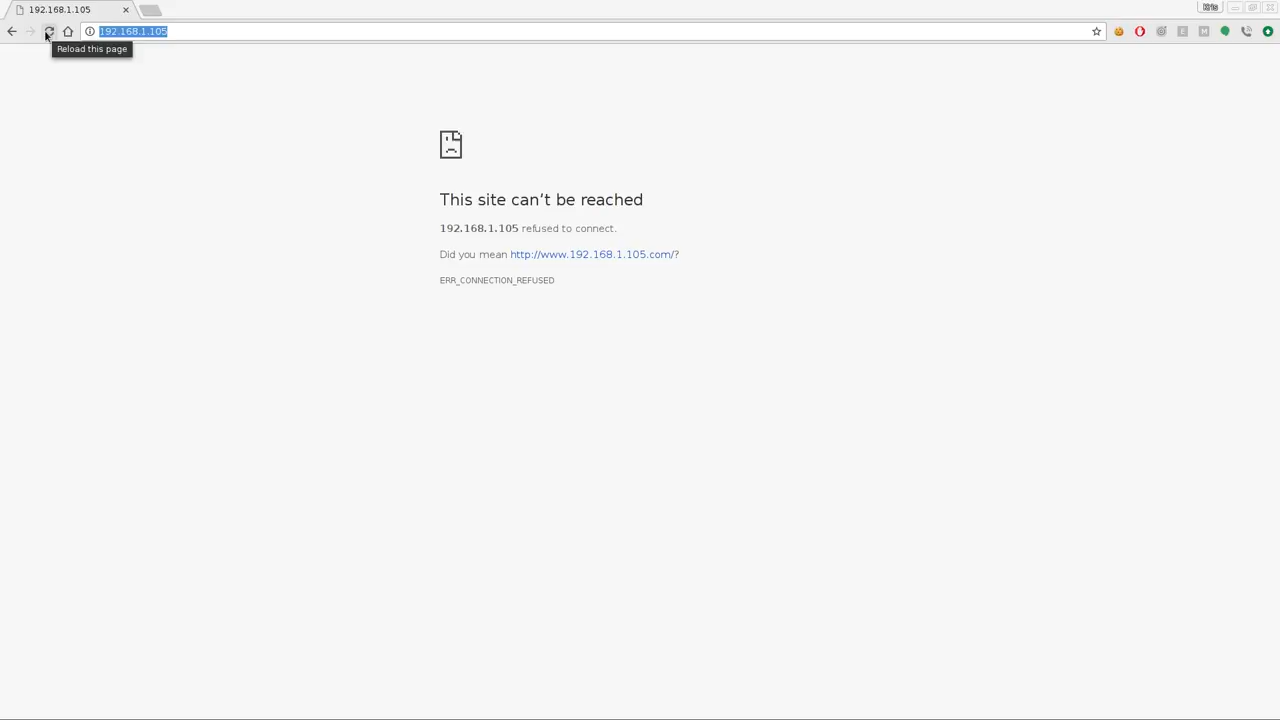 192.168.1.105
Kris
192.168.1.105
Reload this page
This site can't be reached
192.168.1.105 refused to connect.
Did you mean http://www.192.168.1.105.com/?
ERR_CONNECTION_REFUSED